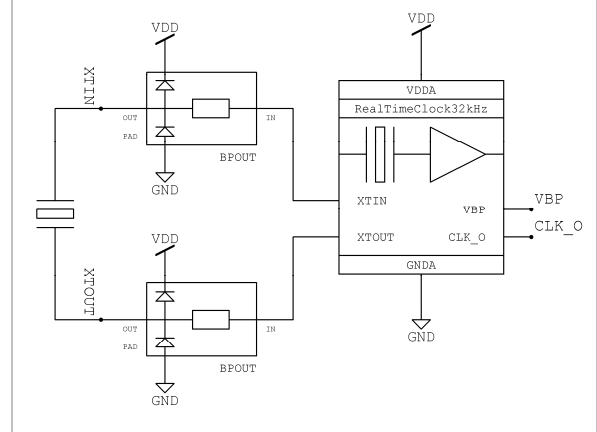 VDD
VDD
XTIN
VDDA
RealTimeClock32kHz
OUT
IN
PAD
BPOUT
GND
XTIN
VBP
VBP
VDD
XTOUT
CLK_O
CLK_O
XTOUT
GNDA
OUT
IN
PAD
BPOUT
GND
GND